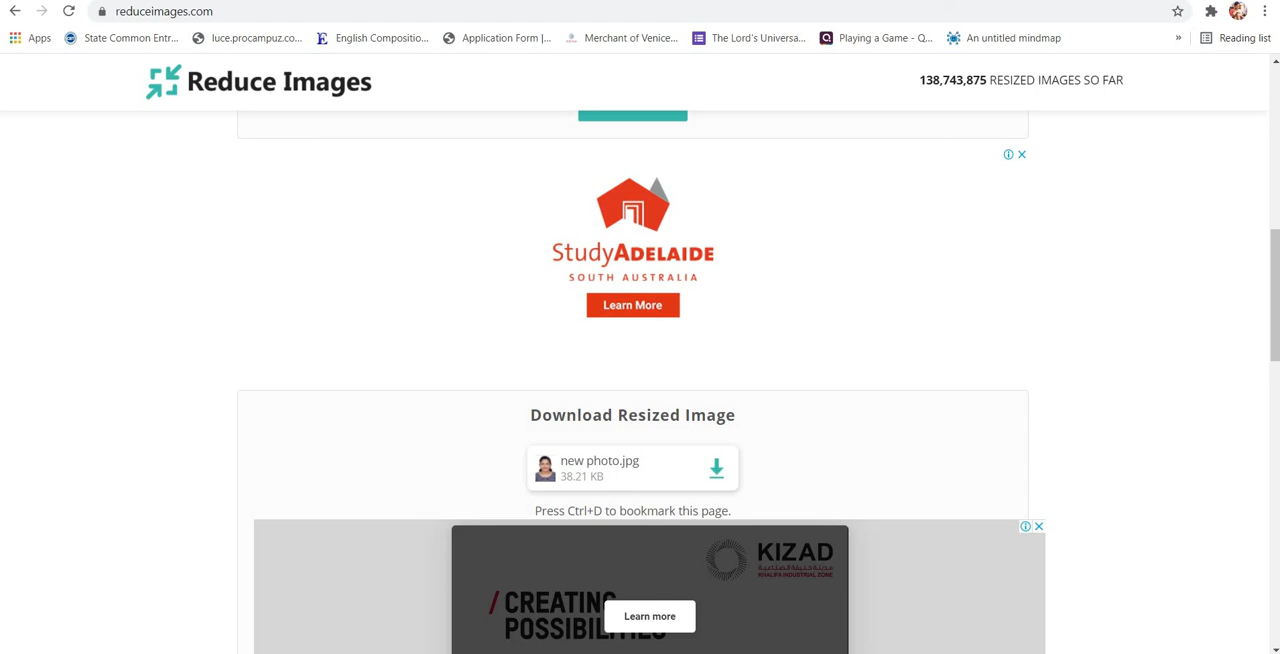 reduceimages.com
Apps State Common Entr... luce.procampuz.co... English Compositio... Application Form |... Merchant of Venice... The Lord's Universa... Playing a Game - Q... An untitled mindmap » Reading list
Reduce Images 138,743,875 RESIZED IMAGES SO FAR
StudyADELAIDE
SOUTH AUSTRALIA
Learn More
Download Resized Image
new photo.jpg
38.21 KB
Press Ctrl+D to bookmark this page.
KIZAD
KHALIFA INDUSTRIAL ZONE
/ CREATING
Learn more